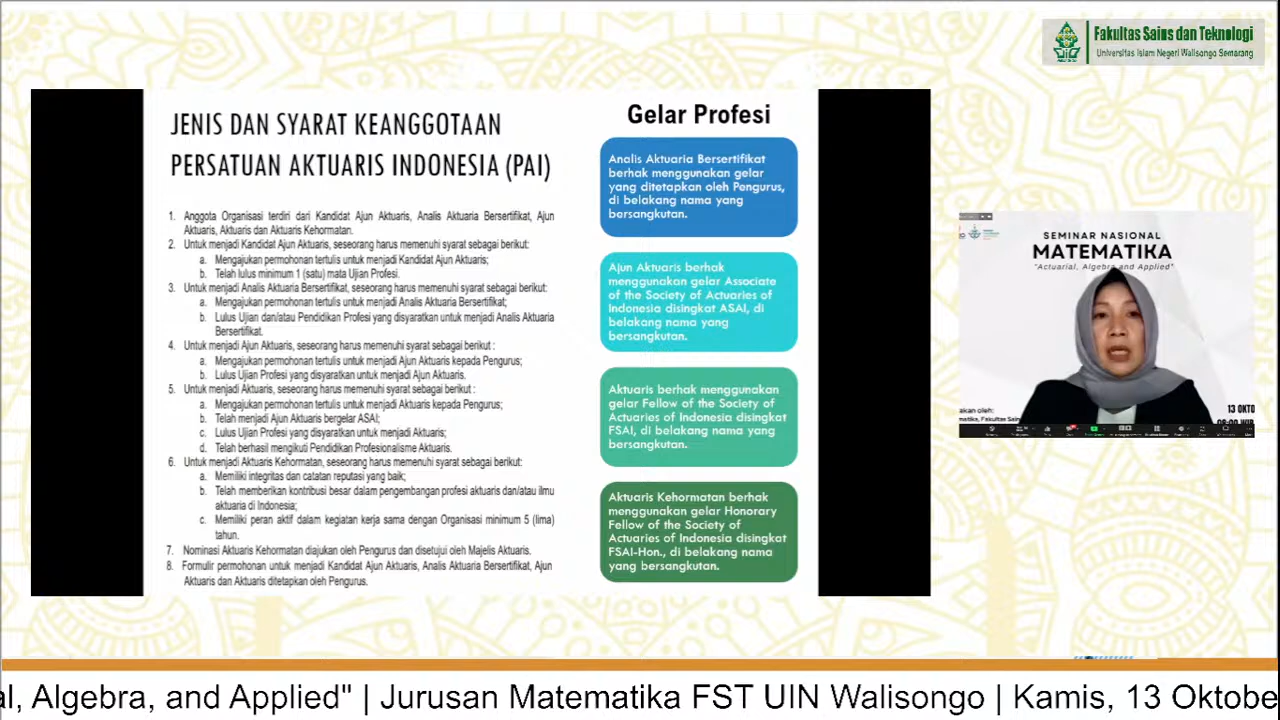 Fakultas Sains dan Teknologi
Universitas Islam Negeri Walisongo Semarang
JENIS DAN SYARAT KEANGGOTAAN
PERSATUAN AKTUARIS INDONESIA (PAI)
1. Anggota Organisasi terdiri dari Kandidat Ajun Aktuaris, Analis Aktuaria Bersertifikat, Ajun
Aktuaris, Aktuaris dan Aktuaris Kehormatan.
2. Untuk menjadi Kandidat Ajun Aktuaris, seseorang harus memenuhi syarat sebagai berikut:
a. Mengajukan permohonan tertulis untuk menjadi Kandidat Ajun Aktuaris;
b. Telah lulus minimum 1 (satu) mata Ujian Profesi.
3. Untuk menjadi Analis Aktuaria Bersertifikat, seseorang harus memenuhi syarat sebagai berikut:
a. Mengajukan permohonan tertulis untuk menjadi Analis Aktuaria Bersertifikat;
b. Lulus Ujian dan/atau Pendidikan Profesi yang disyaratkan untuk menjadi Analis Aktuaria
Bersertifikat.
4. Untuk menjadi Ajun Aktuaris, seseorang harus memenuhi syarat sebagai berikut :
a. Mengajukan permohonan tertulis untuk menjadi Ajun Aktuaris kepada Pengurus;
b. Lulus Ujian Profesi yang disyaratkan untuk menjadi Ajun Aktuaris.
5. Untuk menjadi Aktuaris, seseorang harus memenuhi syarat sebagai berikut :
a. Mengajukan permohonan tertulis untuk menjadi Aktuaris kepada Pengurus;
b. Telah menjadi Ajun Aktuaris bergelar ASAI;
c. Lulus Ujian Profesi yang disyaratkan untuk menjadi Aktuaris;
d. Telah berhasil mengikuti Pendidikan Profesionalisme Aktuaris.
6. Untuk menjadi Aktuaris Kehormatan, seseorang harus memenuhi syarat sebagai berikut:
a. Memiliki integritas dan catatan reputasi yang baik;
b. Telah memberikan kontribusi besar dalam pengembangan profesi aktuaris dan/atau ilmu
aktuaria di Indonesia;
c. Memiliki peran aktif dalam kegiatan kerja sama dengan Organisasi minimum 5 (lima)
tahun.
7. Nominasi Aktuaris Kehormatan diajukan oleh Pengurus dan disetujui oleh Majelis Aktuaris.
8. Formulir permohonan untuk menjadi Kandidat Ajun Aktuaris, Analis Aktuaria Bersertifikat, Ajun
Aktuaris dan Aktuaris ditetapkan oleh Pengurus.
Gelar Profesi
Analis Aktuaria Bersertifikat
berhak menggunakan gelar
yang ditetapkan oleh Pengurus,
di belakang nama yang
bersangkutan.
Ajun Aktuaris berhak
menggunakan gelar Associate
of the Society of Actuaries of
Indonesia disingkat ASAI, di
belakang nama yang
bersangkutan.
Aktuaris berhak menggunakan
gelar Fellow of the Society of
Actuaries of Indonesia disingkat
FSAI, di belakang nama yang
bersangkutan.
Aktuaris Kehormatan berhak
menggunakan gelar Honorary
Fellow of the Society of
Actuaries of Indonesia disingkat
FSAI-Hon., di belakang nama
yang bersangkutan.
SEMINAR NASIONAL
MATEMATIKA
"Actuarial, Algebra and Applied"
akan oleh:
matika, Fakultas Sain
13 OKTO
al, Algebra, and Applied" | Jurusan Matematika FST UIN Walisongo | Kamis, 13 Oktobe